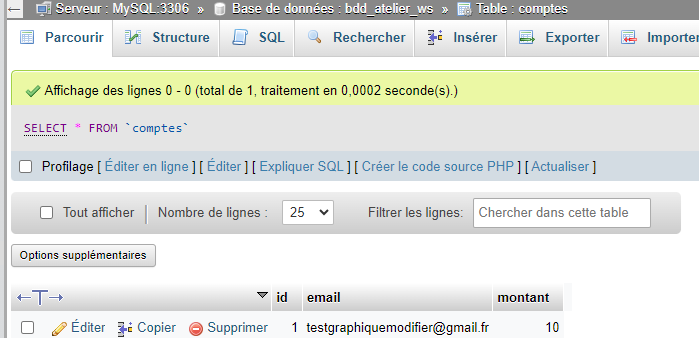 Serveur : MySQL:3306 » Base de données : bdd_atelier_ws » Table : comptes
Parcourir Structure SQL Rechercher Insérer Exporter Importer
Affichage des lignes 0 - 0 (total de 1, traitement en 0,0002 seconde(s).)
SELECT * FROM `comptes`
Profilage [ Éditer en ligne ] [ Éditer ] [ Expliquer SQL ] [ Créer le code source PHP ] [ Actualiser ]
Tout afficher Nombre de lignes : 25 Filtrer les lignes: Chercher dans cette table
Options supplémentaires
←T→ id email montant
Éditer Copier Supprimer 1 testgraphiquemodifier@gmail.fr 10